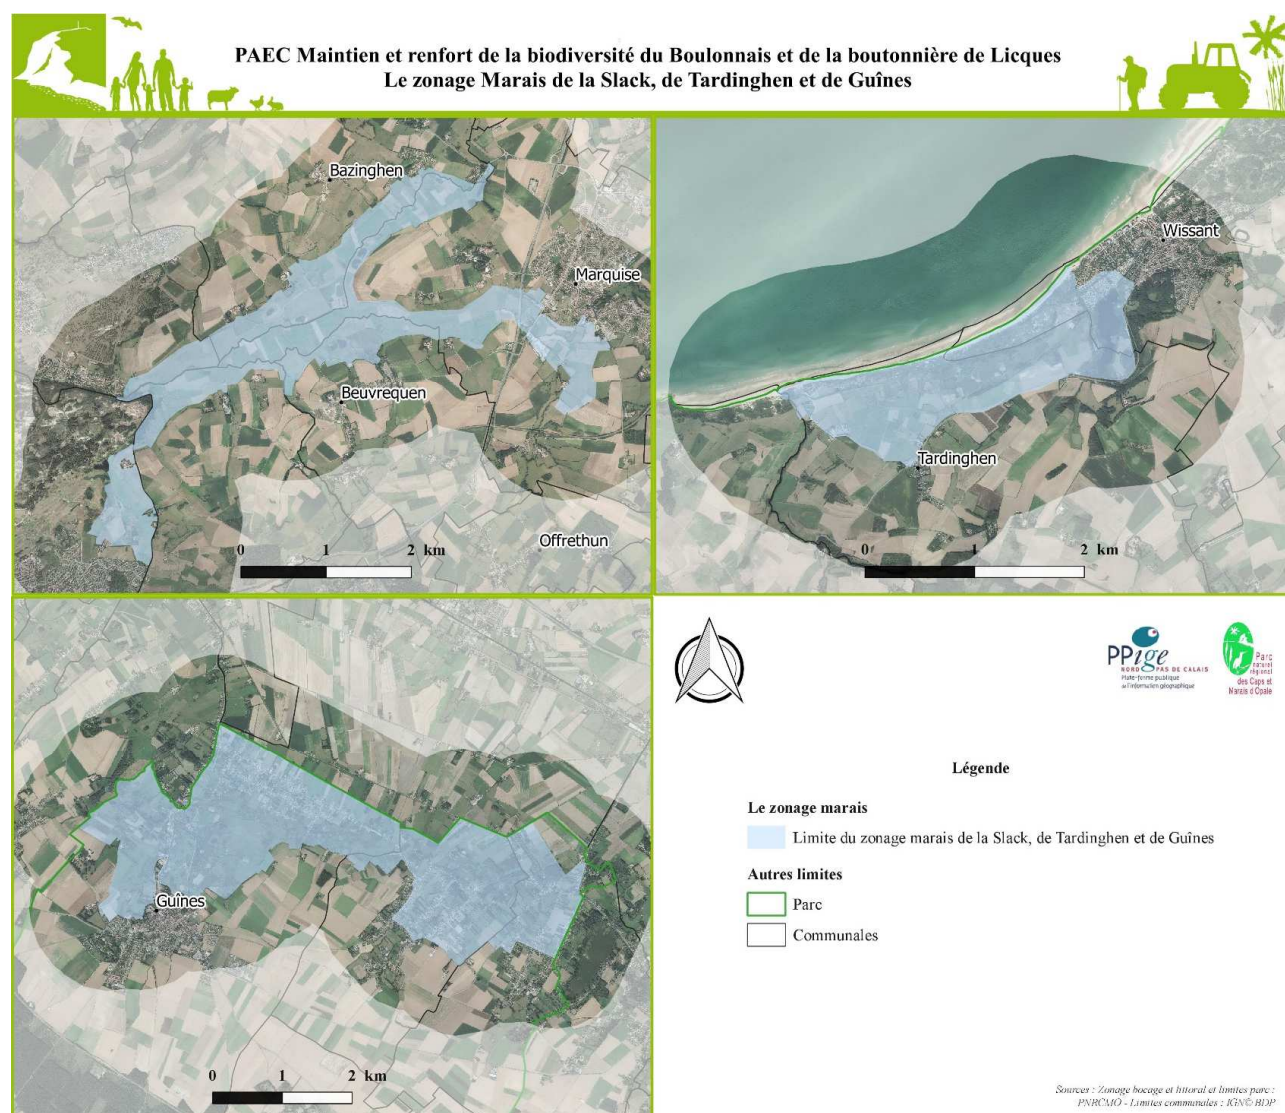 PAEC Maintien et renfort de la biodiversité du Boulonnais et de la boutonnière de Licques
Le zonage Marais de la Slack, de Tardinghen et de Guînes
Bazinghen
Marquise
Beuvrequen
Offrethun
0 1 2 km
Wissant
Tardinghen
0 1 2 km
Guînes
0 1 2 km
PPige
NORD PAS DE CALAIS
Plate-forme publique
de l'information géographique
Parc
naturel
régional
des Caps et
Marais d'Opale
Légende
Le zonage marais
Limite du zonage marais de la Slack, de Tardinghen et de Guînes
Autres limites
Parc
Communales
Sources : Zonage bocage et littoral et limites parc :
PNRCMO - Limites communales : IGN© BDP